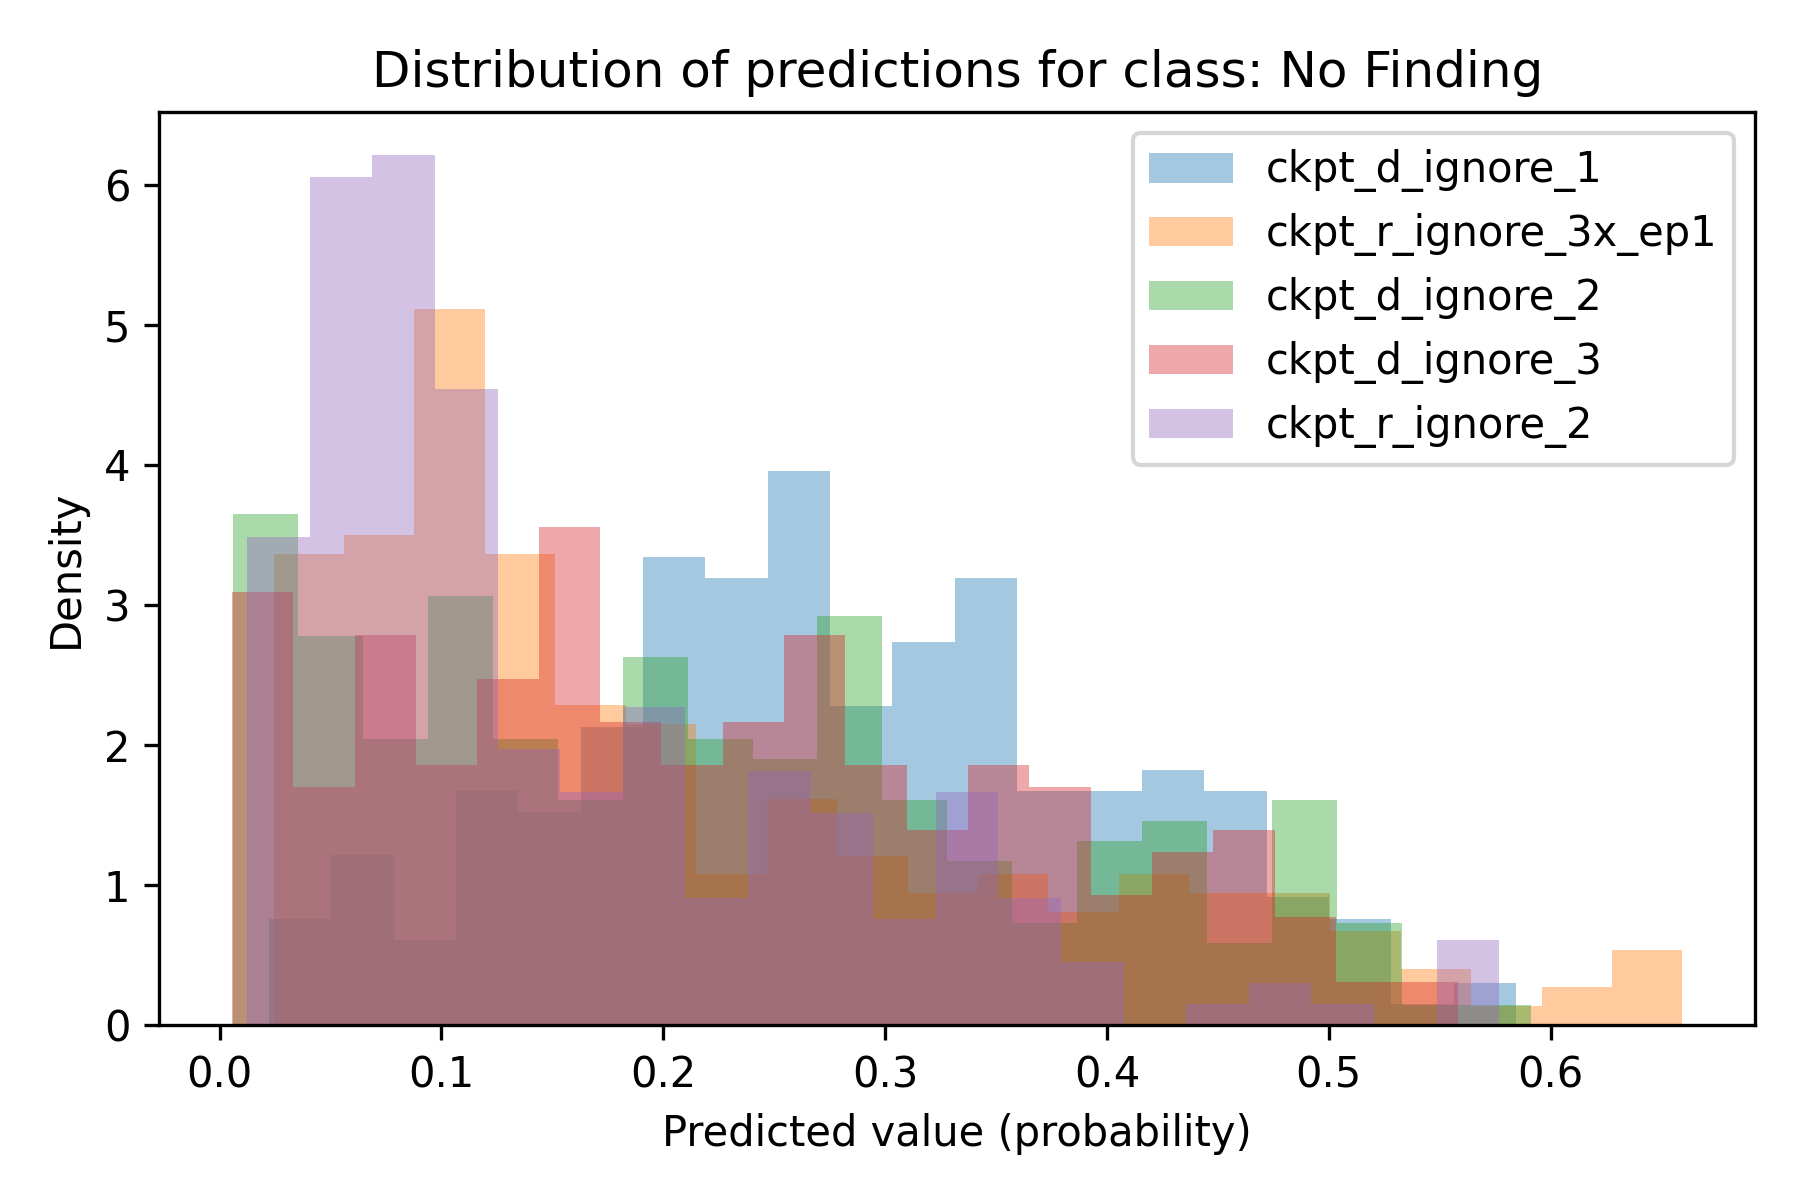 Distribution of predictions for class: No Finding
ckpt_d_ignore_1
ckpt_r_ignore_3x_ep1
ckpt_d_ignore_2
ckpt_d_ignore_3
ckpt_r_ignore_2
Density
6
5
4
3
2
1
0
0.0 0.1 0.2 0.3 0.4 0.5 0.6
Predicted value (probability)